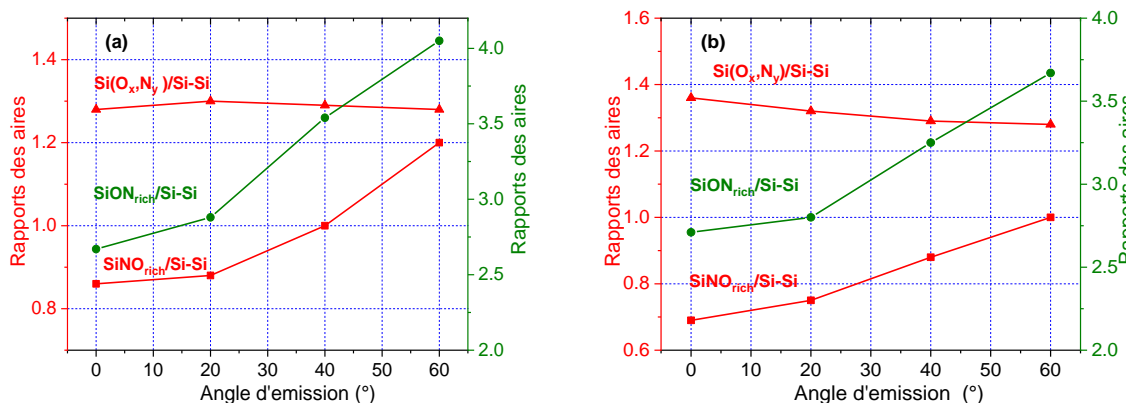 (a)
Si(Ox,Ny )/Si-Si
SiONrich/Si-Si
SiNOrich/Si-Si
1.4
1.2
1.0
0.8
4.0
3.5
3.0
2.5
2.0
0 10 20 30 40 50 60
Rapports des aires
Rapports des aires
Angle d'emission (°)
(b)
Si(Ox,Ny)/Si-Si
SiONrich/Si-Si
SiNOrich/Si-Si
1.6
1.4
1.2
1.0
0.8
0.6
4.0
3.5
3.0
2.5
2.0
0 10 20 30 40 50 60
Rapports des aires
Rapports des aires
Angle d'emission (°)